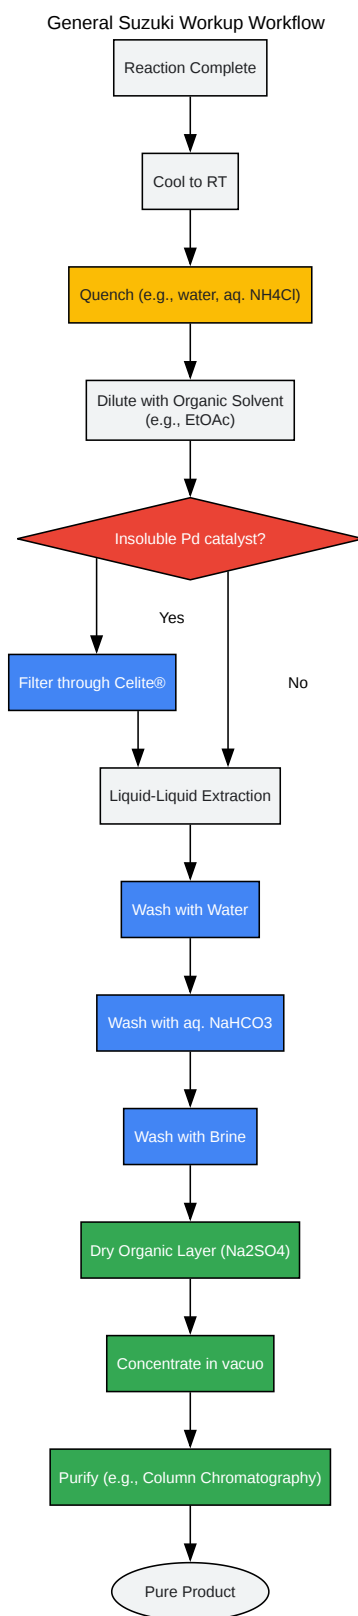 General Suzuki Workup Workflow
Reaction Complete
Cool to RT
Quench (e.g., water, aq. NH4Cl)
Dilute with Organic Solvent
(e.g., EtOAc)
Insoluble Pd catalyst?
Yes
Filter through Celite®
No
Liquid-Liquid Extraction
Wash with Water
Wash with aq. NaHCO3
Wash with Brine
Dry Organic Layer (Na2SO4)
Concentrate in vacuo
Purify (e.g., Column Chromatography)
Pure Product